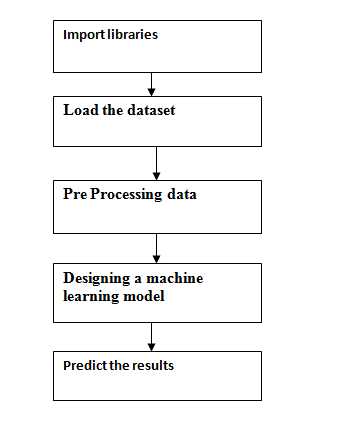 Import libraries
Load the dataset
Pre Processing data
Designing a machine
learning model
Predict the results